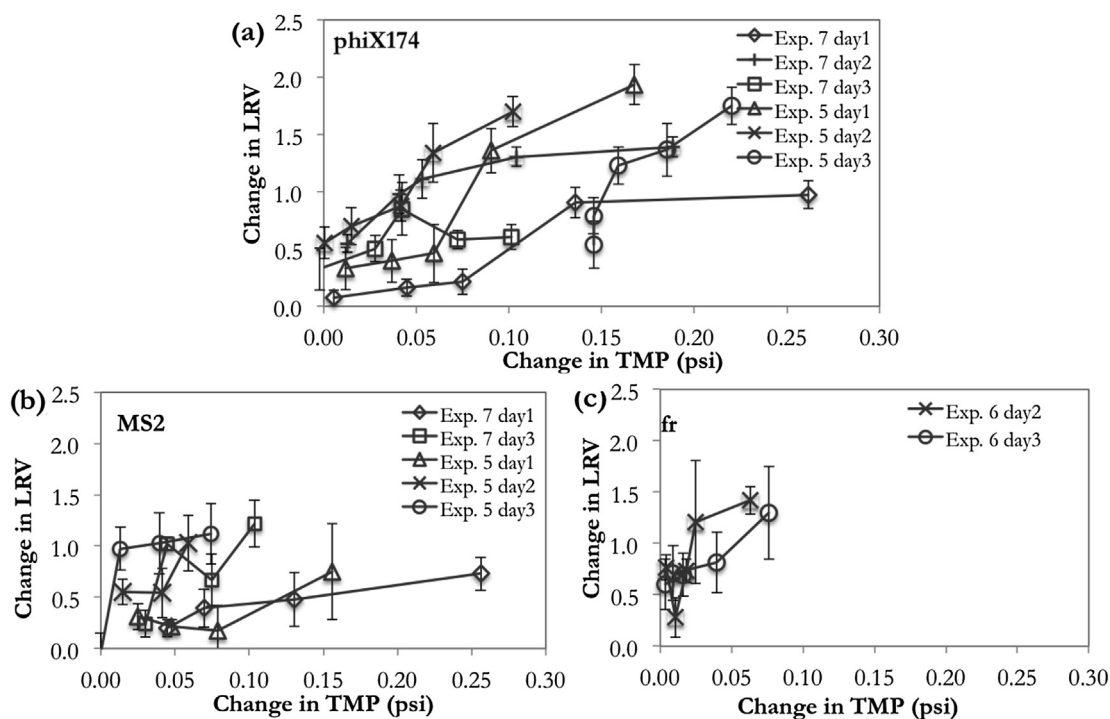 (a)
phiX174
2.5
2.0
1.5
1.0
0.5
0.0
Change in LRV
Exp. 7 day1
Exp. 7 day2
Exp. 7 day3
Exp. 5 day1
Exp. 5 day2
Exp. 5 day3
0.00 0.05 0.10 0.15 0.20 0.25 0.30
Change in TMP (psi)
(b)
MS2
2.5
2.0
1.5
1.0
0.5
0.0
Change in LRV
Exp. 7 day1
Exp. 7 day3
Exp. 5 day1
Exp. 5 day2
Exp. 5 day3
0.00 0.05 0.10 0.15 0.20 0.25 0.30
Change in TMP (psi)
(c)
fr
2.5
2.0
1.5
1.0
0.5
0.0
Change in LRV
Exp. 6 day2
Exp. 6 day3
0.00 0.05 0.10 0.15 0.20 0.25 0.30
Change in TMP (psi)